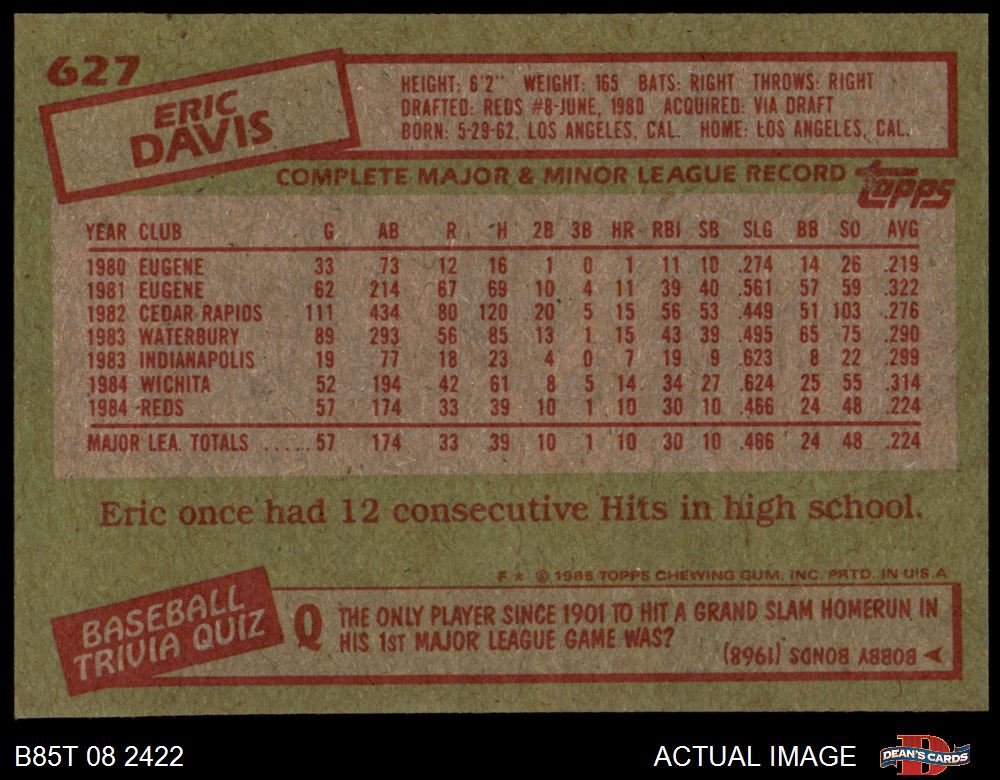 627
ERIC
DAVIS
HEIGHT: 6'2" WEIGHT: 165 BATS: RIGHT THROWS: RIGHT
DRAFTED: REDS #8-JUNE, 1980 ACQUIRED: VIA DRAFT
BORN: 5-29-62, LOS ANGELES, CAL. HOME: LOS ANGELES, CAL.
COMPLETE MAJOR & MINOR LEAGUE RECORD topps
YEAR CLUB G AB R H 2B 3B HR RBI SB SLG BB SO AVG
1980 EUGENE 33 73 12 16 1 0 1 11 10 .274 14 26 .219
1981 EUGENE 62 214 67 69 10 4 11 39 40 .561 57 59 .322
1982 CEDAR RAPIDS 111 434 80 120 20 5 15 56 53 .449 51 103 .276
1983 WATERBURY 89 293 56 85 13 1 15 43 39 .495 65 75 .290
1983 INDIANAPOLIS 19 77 18 23 4 0 7 19 9 .623 8 22 .299
1984 WICHITA 52 194 42 61 8 5 14 34 27 .624 25 55 .314
1984 REDS 57 174 33 39 10 1 10 30 10 .466 24 48 .224
MAJOR LEA. TOTALS ...... 57 174 33 39 10 1 10 30 10 .466 24 48 .224
Eric once had 12 consecutive Hits in high school.
F * © 1985 TOPPS CHEWING GUM, INC. PRTD. IN U.S.A
BASEBALL
TRIVIA QUIZ
Q THE ONLY PLAYER SINCE 1901 TO HIT A GRAND SLAM HOMERUN IN
HIS 1ST MAJOR LEAGUE GAME WAS?
BOBBY BONDS (1968)
B85T 08 2422
ACTUAL IMAGE
DEAN'S CARDS